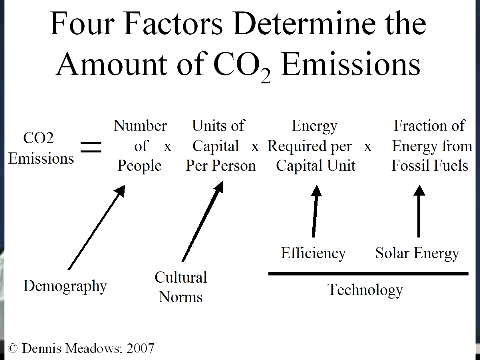 Four Factors Determine the
Amount of CO₂ Emissions
CO2
Emissions
=
Number
of
People
x
Units of
Capital
Per Person
x
Energy
Required per
Capital Unit
x
Fraction of
Energy from
Fossil Fuels
Demography
Cultural
Norms
Efficiency
Solar Energy
Technology
© Dennis Meadows; 2007